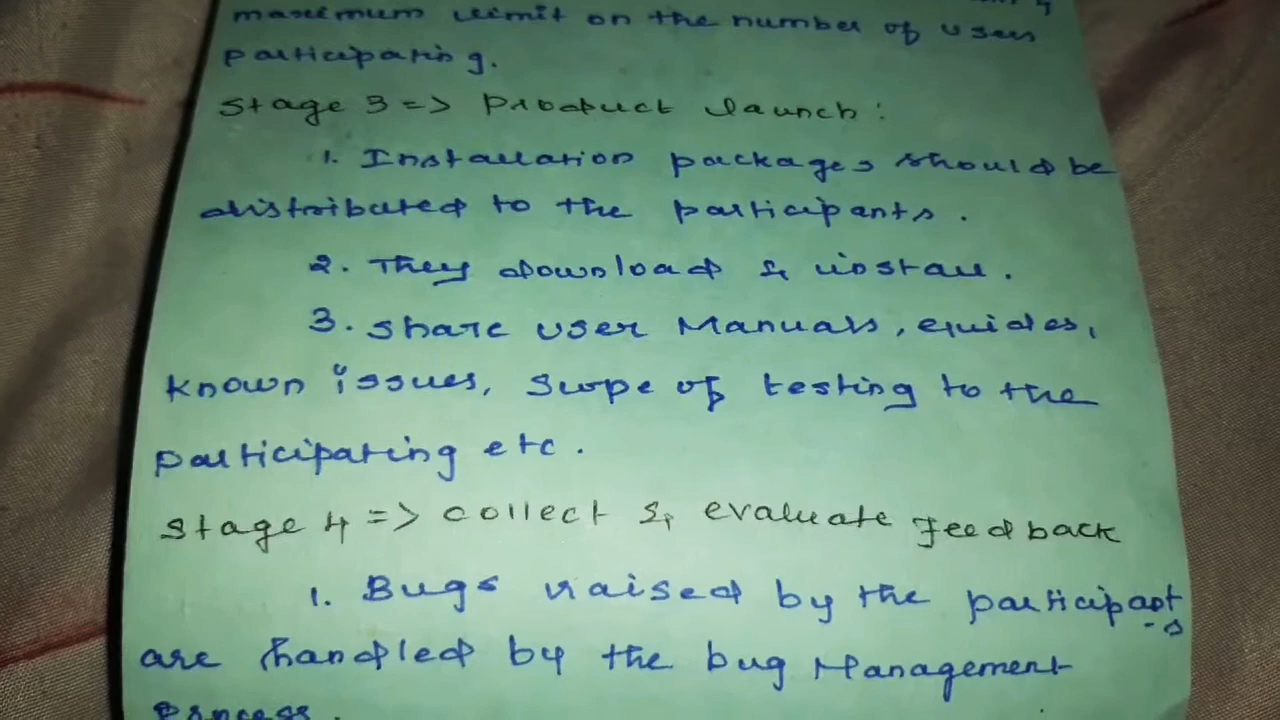 maximum limit on the number of users
participating.
Stage 3 => Product launch:
1. Installation packages should be
distributed to the participants.
2. They download & install.
3. Share user Manuals, guides,
known issues, scope of testing to the
participating etc.
Stage 4 => collect & evaluate feedback
1. Bugs raised by the participant
-s
are handled by the bug Management
Process.